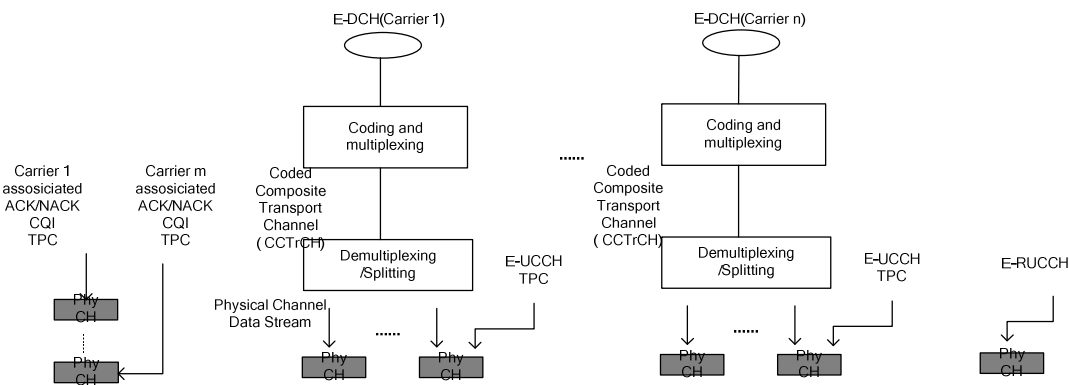 E-DCH(Carrier 1)
E-DCH(Carrier n)
Coding and
multiplexing
Coding and
multiplexing
......
Carrier 1
assosiciated
ACK/NACK
CQI
TPC
Carrier m
assosiciated
ACK/NACK
CQI
TPC
Coded
Composite
Transport
Channel
( CCTrCH)
Coded
Composite
Transport
Channel
( CCTrCH)
Demultiplexing
/Splitting
Demultiplexing
/Splitting
E-UCCH
TPC
E-UCCH
TPC
E-RUCCH
Physical Channel
Data Stream
......
......
Phy
CH
Phy
CH
Phy
CH
Phy
CH
Phy
CH
Phy
CH
Phy
CH